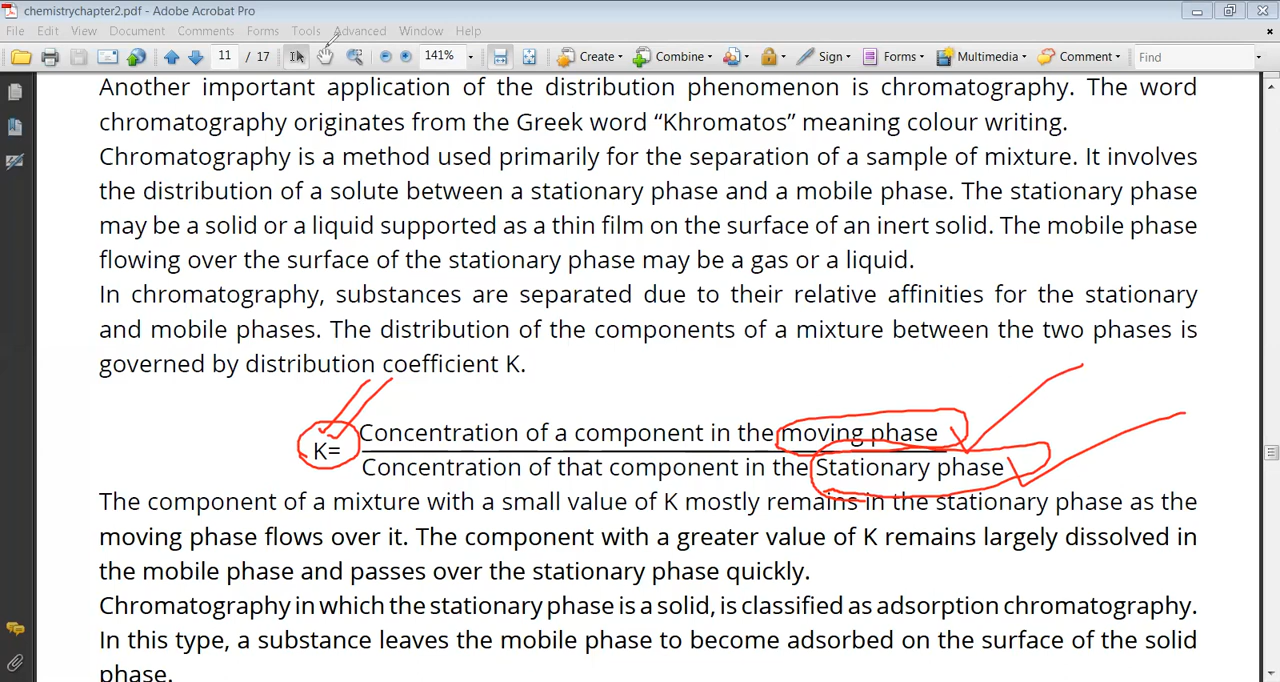 chemistrychapter2.pdf - Adobe Acrobat Pro
File Edit View Document Comments Forms Tools Advanced Window Help
11 / 17 141% Create Combine Sign Forms Multimedia Comment Find
Another important application of the distribution phenomenon is chromatography. The word
chromatography originates from the Greek word “Khromatos” meaning colour writing.
Chromatography is a method used primarily for the separation of a sample of mixture. It involves
the distribution of a solute between a stationary phase and a mobile phase. The stationary phase
may be a solid or a liquid supported as a thin film on the surface of an inert solid. The mobile phase
flowing over the surface of the stationary phase may be a gas or a liquid.
In chromatography, substances are separated due to their relative affinities for the stationary
and mobile phases. The distribution of the components of a mixture between the two phases is
governed by distribution coefficient K.
Concentration of a component in the moving phase
K=
Concentration of that component in the Stationary phase
The component of a mixture with a small value of K mostly remains in the stationary phase as the
moving phase flows over it. The component with a greater value of K remains largely dissolved in
the mobile phase and passes over the stationary phase quickly.
Chromatography in which the stationary phase is a solid, is classified as adsorption chromatography.
In this type, a substance leaves the mobile phase to become adsorbed on the surface of the solid
phase.